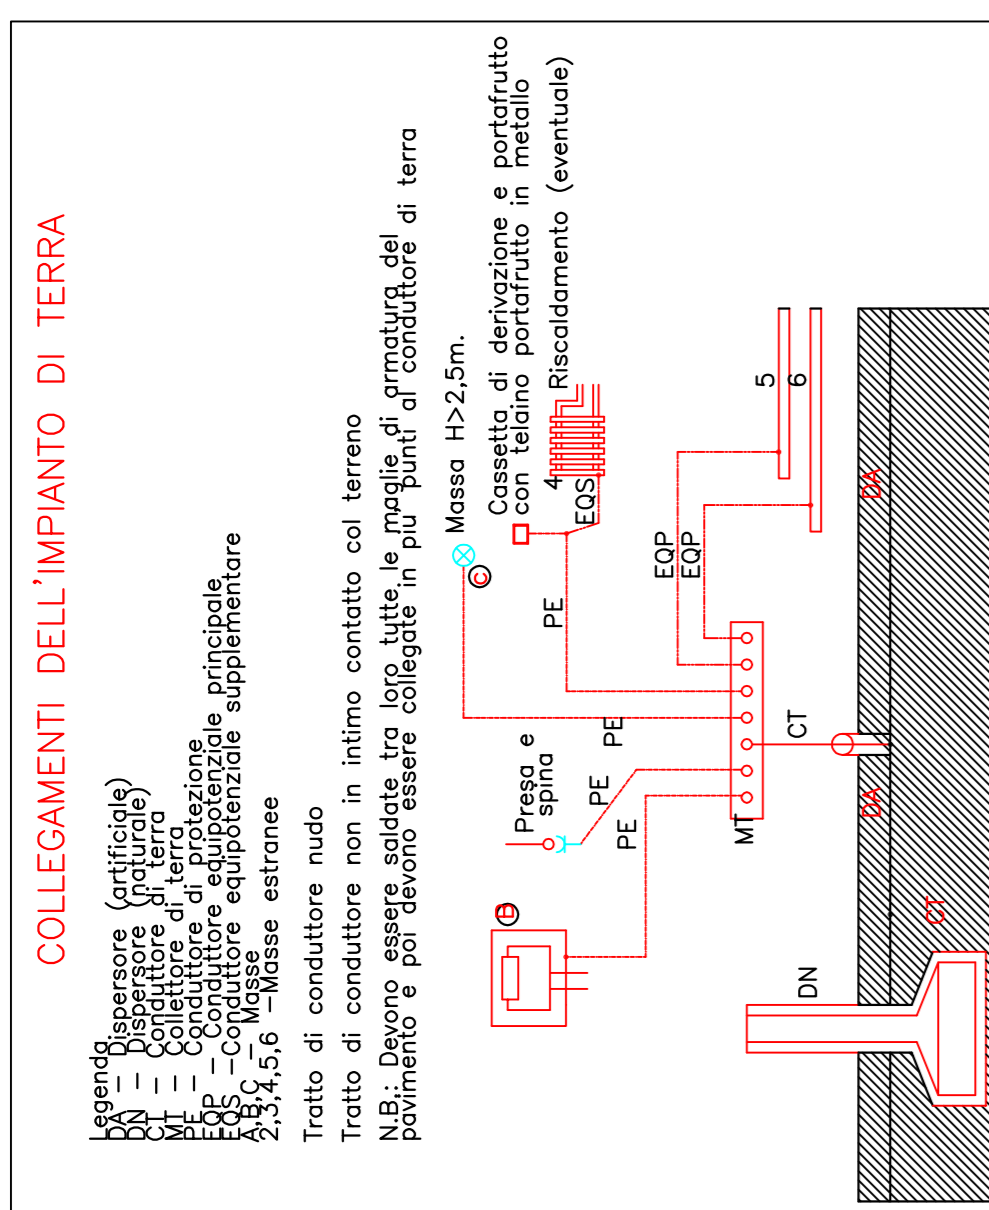 COLLEGAMENTI DELL'IMPIANTO DI TERRA
Legenda
DA – Dispersore (artificiale)
DN – Dispersore (naturale)
CT – Conduttore di terra
MT – Collettore di terra
PE – Conduttore di protezione
EQP – Conduttore equipotenziale principale
EQS –Conduttore equipotenziale supplementare
A,B,C – Masse
2,3,4,5,6 –Masse estranee
Tratto di conduttore nudo
Tratto di conduttore non in intimo contatto col terreno
N.B.: Devono essere saldate tra loro tutte le maglie di armatura del
pavimento e poi devono essere collegate in piu' punti al conduttore di terra
Massa H>2,5m.
C
Cassetta di derivazione e portafrutto
con telaino portafrutto in metallo
Riscaldamento (eventuale)
4
EQS
PE
B
Presa e
spina
PE
PE
PE
EQP
EQP
5
6
MT
CT
DN
DA
DA
CT